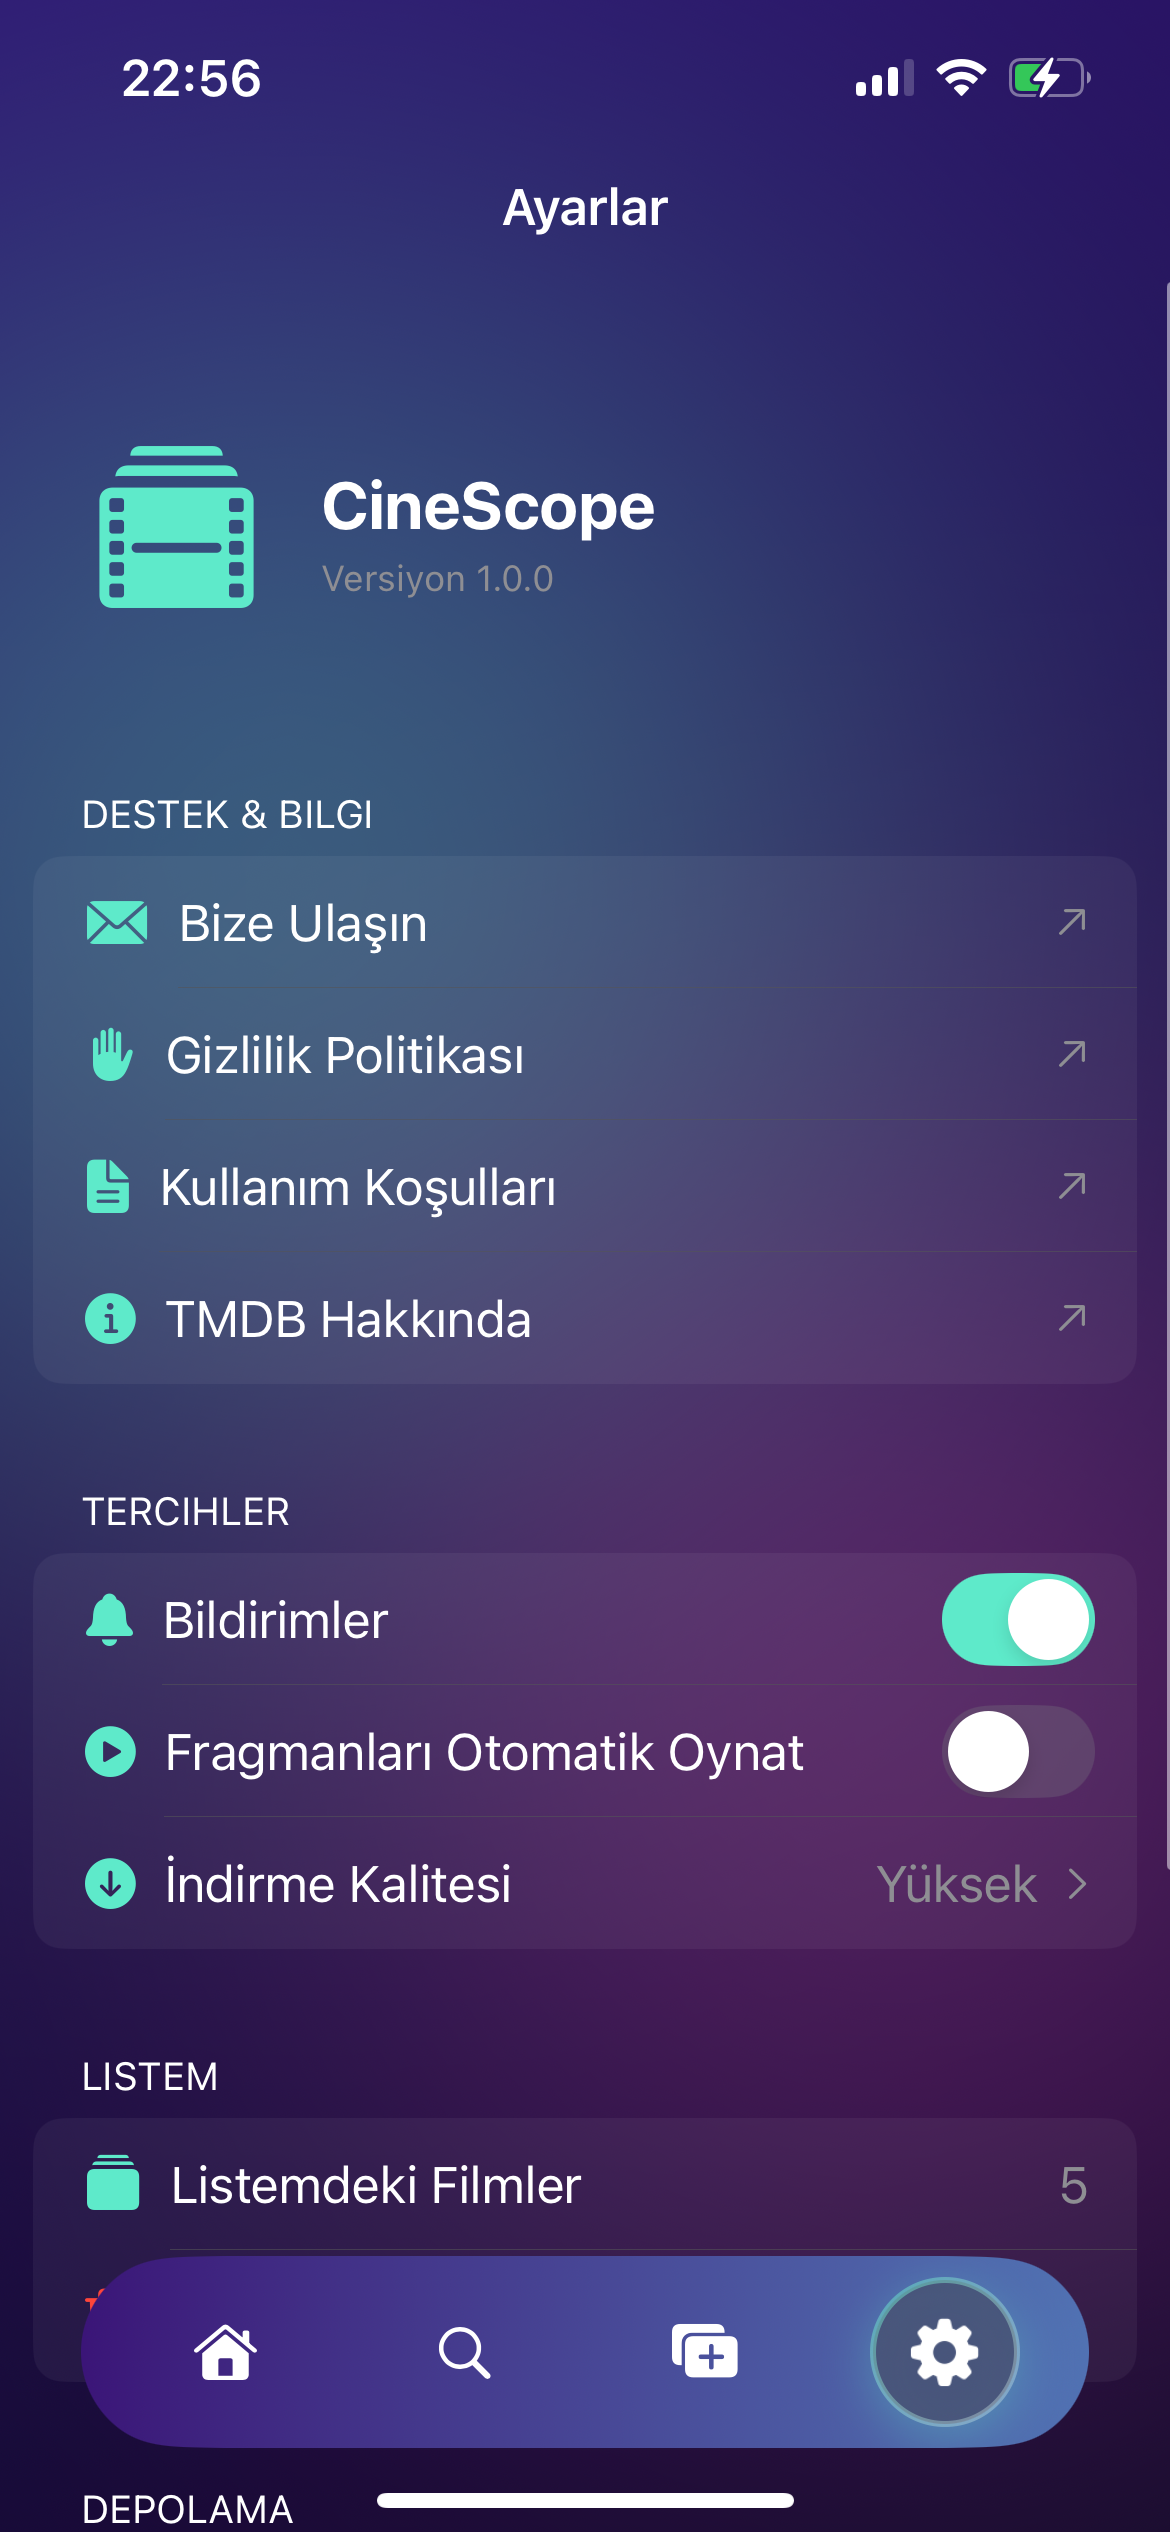 22:56
Ayarlar
CineScope
Versiyon 1.0.0
DESTEK & BILGI
Bize Ulaşın
Gizlilik Politikası
Kullanım Koşulları
TMDB Hakkında
TERCIHLER
Bildirimler
Fragmanları Otomatik Oynat
İndirme Kalitesi Yüksek
LISTEM
Listemdeki Filmler 5
DEPOLAMA